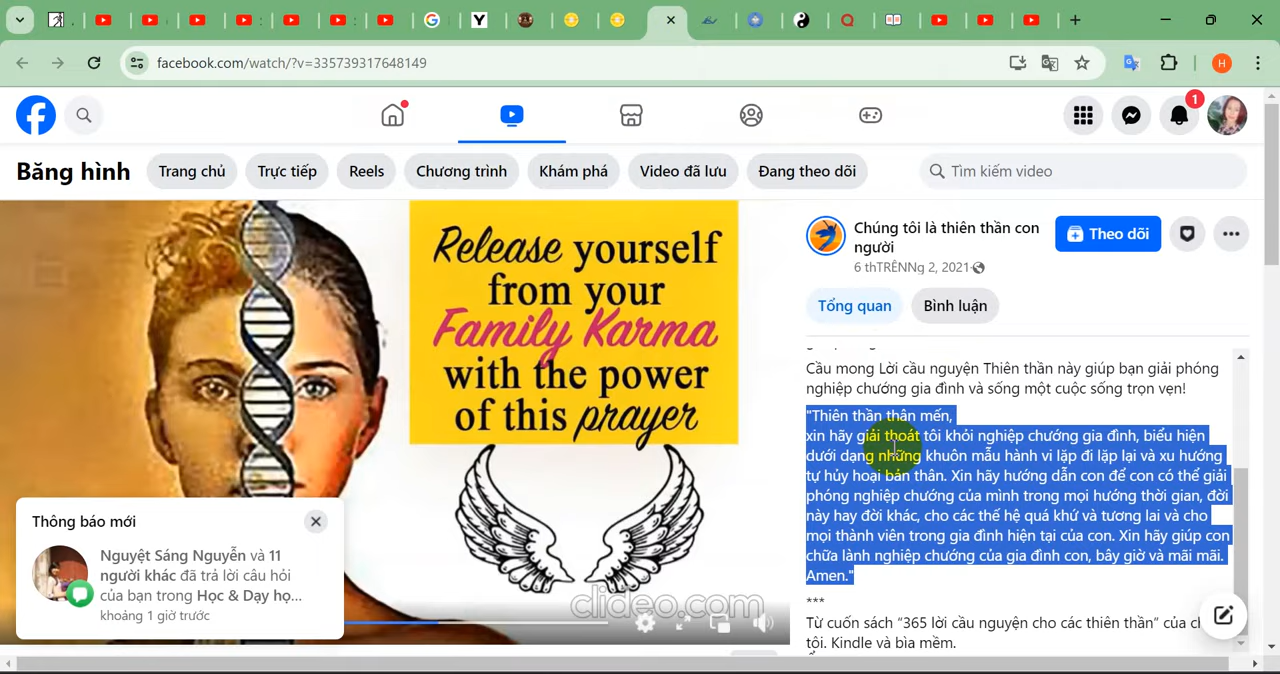 facebook.com/watch/?v=335739317648149
H
1
Băng hình
Trang chủ
Trực tiếp
Reels
Chương trình
Khám phá
Video đã lưu
Đang theo dõi
Tìm kiếm video
Release yourself
from your
Family Karma
with the power
of this prayer
clideo.com
Thông báo mới
Nguyệt Sáng Nguyễn và 11
người khác đã trả lời câu hỏi
của bạn trong Học & Dạy họ...
khoảng 1 giờ trước
Chúng tôi là thiên thần con
người
6 thTRÊNNg 2, 2021
Theo dõi
Tổng quan
Bình luận
Cầu mong Lời cầu nguyện Thiên thần này giúp bạn giải phóng
nghiệp chướng gia đình và sống một cuộc sống trọn vẹn!
"Thiên thần thân mến,
xin hãy giải thoát tôi khỏi nghiệp chướng gia đình, biểu hiện
dưới dạng những khuôn mẫu hành vi lặp đi lặp lại và xu hướng
tự hủy hoại bản thân. Xin hãy hướng dẫn con để con có thể giải
phóng nghiệp chướng của mình trong mọi hướng thời gian, đời
này hay đời khác, cho các thế hệ quá khứ và tương lai và cho
mọi thành viên trong gia đình hiện tại của con. Xin hãy giúp con
chữa lành nghiệp chướng của gia đình con, bây giờ và mãi mãi.
Amen."
***
Từ cuốn sách “365 lời cầu nguyện cho các thiên thần” của
tôi. Kindle và bìa mềm.